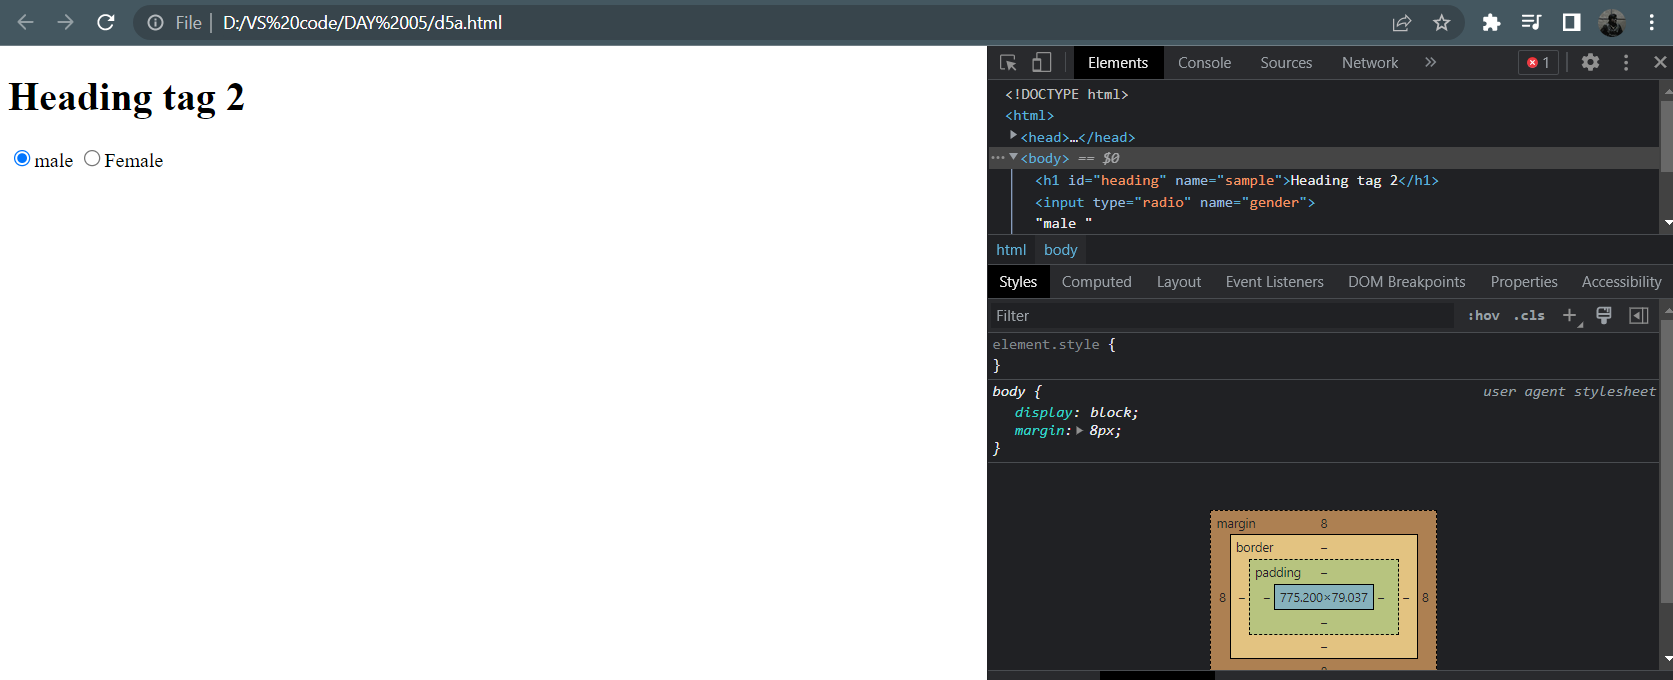 File | D:/VS%20code/DAY%2005/d5a.html
Heading tag 2
male Female
Elements Console Sources Network » 1
<!DOCTYPE html>
<html>
<head>…</head>
<body> == $0
<h1 id="heading" name="sample">Heading tag 2</h1>
<input type="radio" name="gender">
"male "
html body
Styles Computed Layout Event Listeners DOM Breakpoints Properties Accessibility
Filter :hov .cls +
element.style {
}
body { user agent stylesheet
display: block;
margin: 8px;
}
margin 8
border –
padding –
8 – – 775.200×79.037 – – 8
–
–